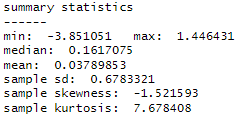 summary statistics
------
min:  -3.851051   max:  1.446431
median:  0.1617075
mean:  0.03789853
sample sd:  0.6783321
sample skewness:  -1.521593
sample kurtosis:  7.678408